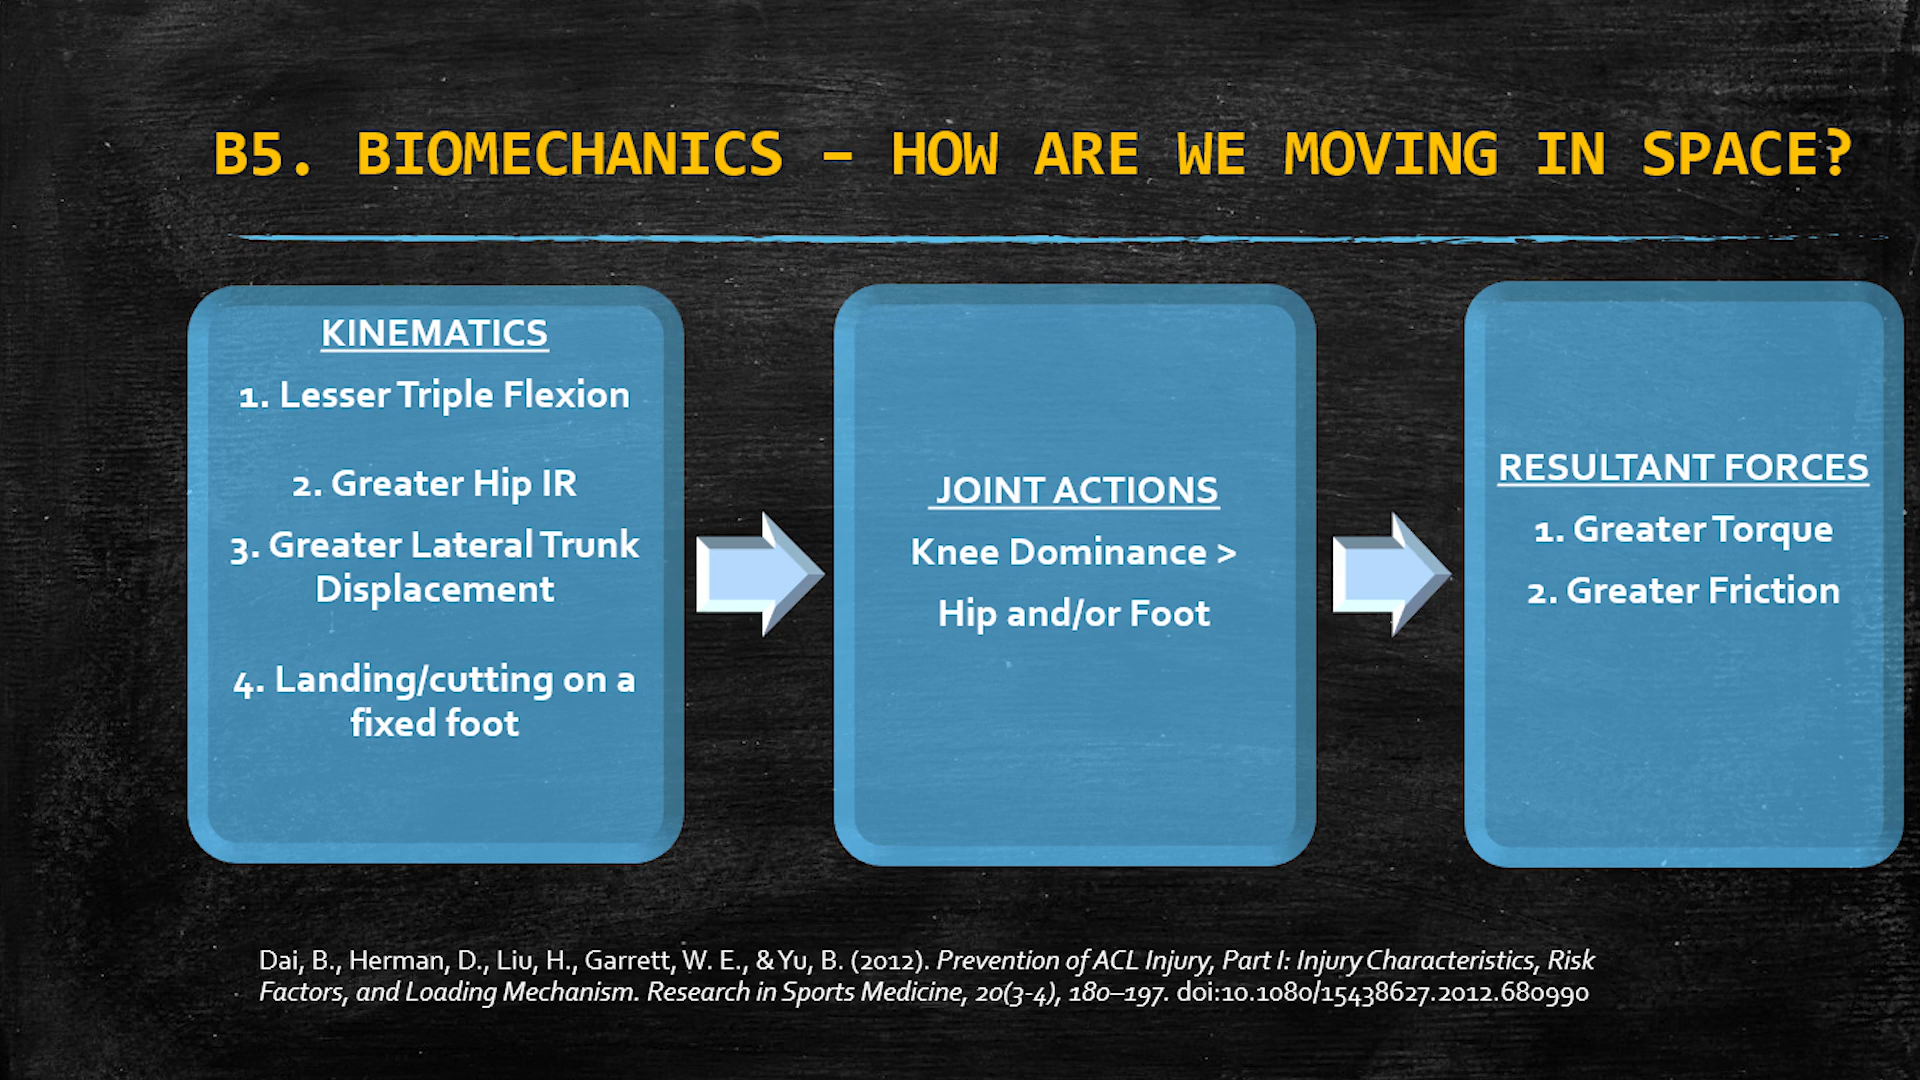 B5. BIOMECHANICS – HOW ARE WE MOVING IN SPACE?
KINEMATICS
1. Lesser Triple Flexion
2. Greater Hip IR
3. Greater Lateral Trunk
Displacement
4. Landing/cutting on a
fixed foot
JOINT ACTIONS
Knee Dominance >
Hip and/or Foot
RESULTANT FORCES
1. Greater Torque
2. Greater Friction
Dai, B., Herman, D., Liu, H., Garrett, W. E., & Yu, B. (2012). Prevention of ACL Injury, Part I: Injury Characteristics, Risk
Factors, and Loading Mechanism. Research in Sports Medicine, 20(3-4), 180–197. doi:10.1080/15438627.2012.680990